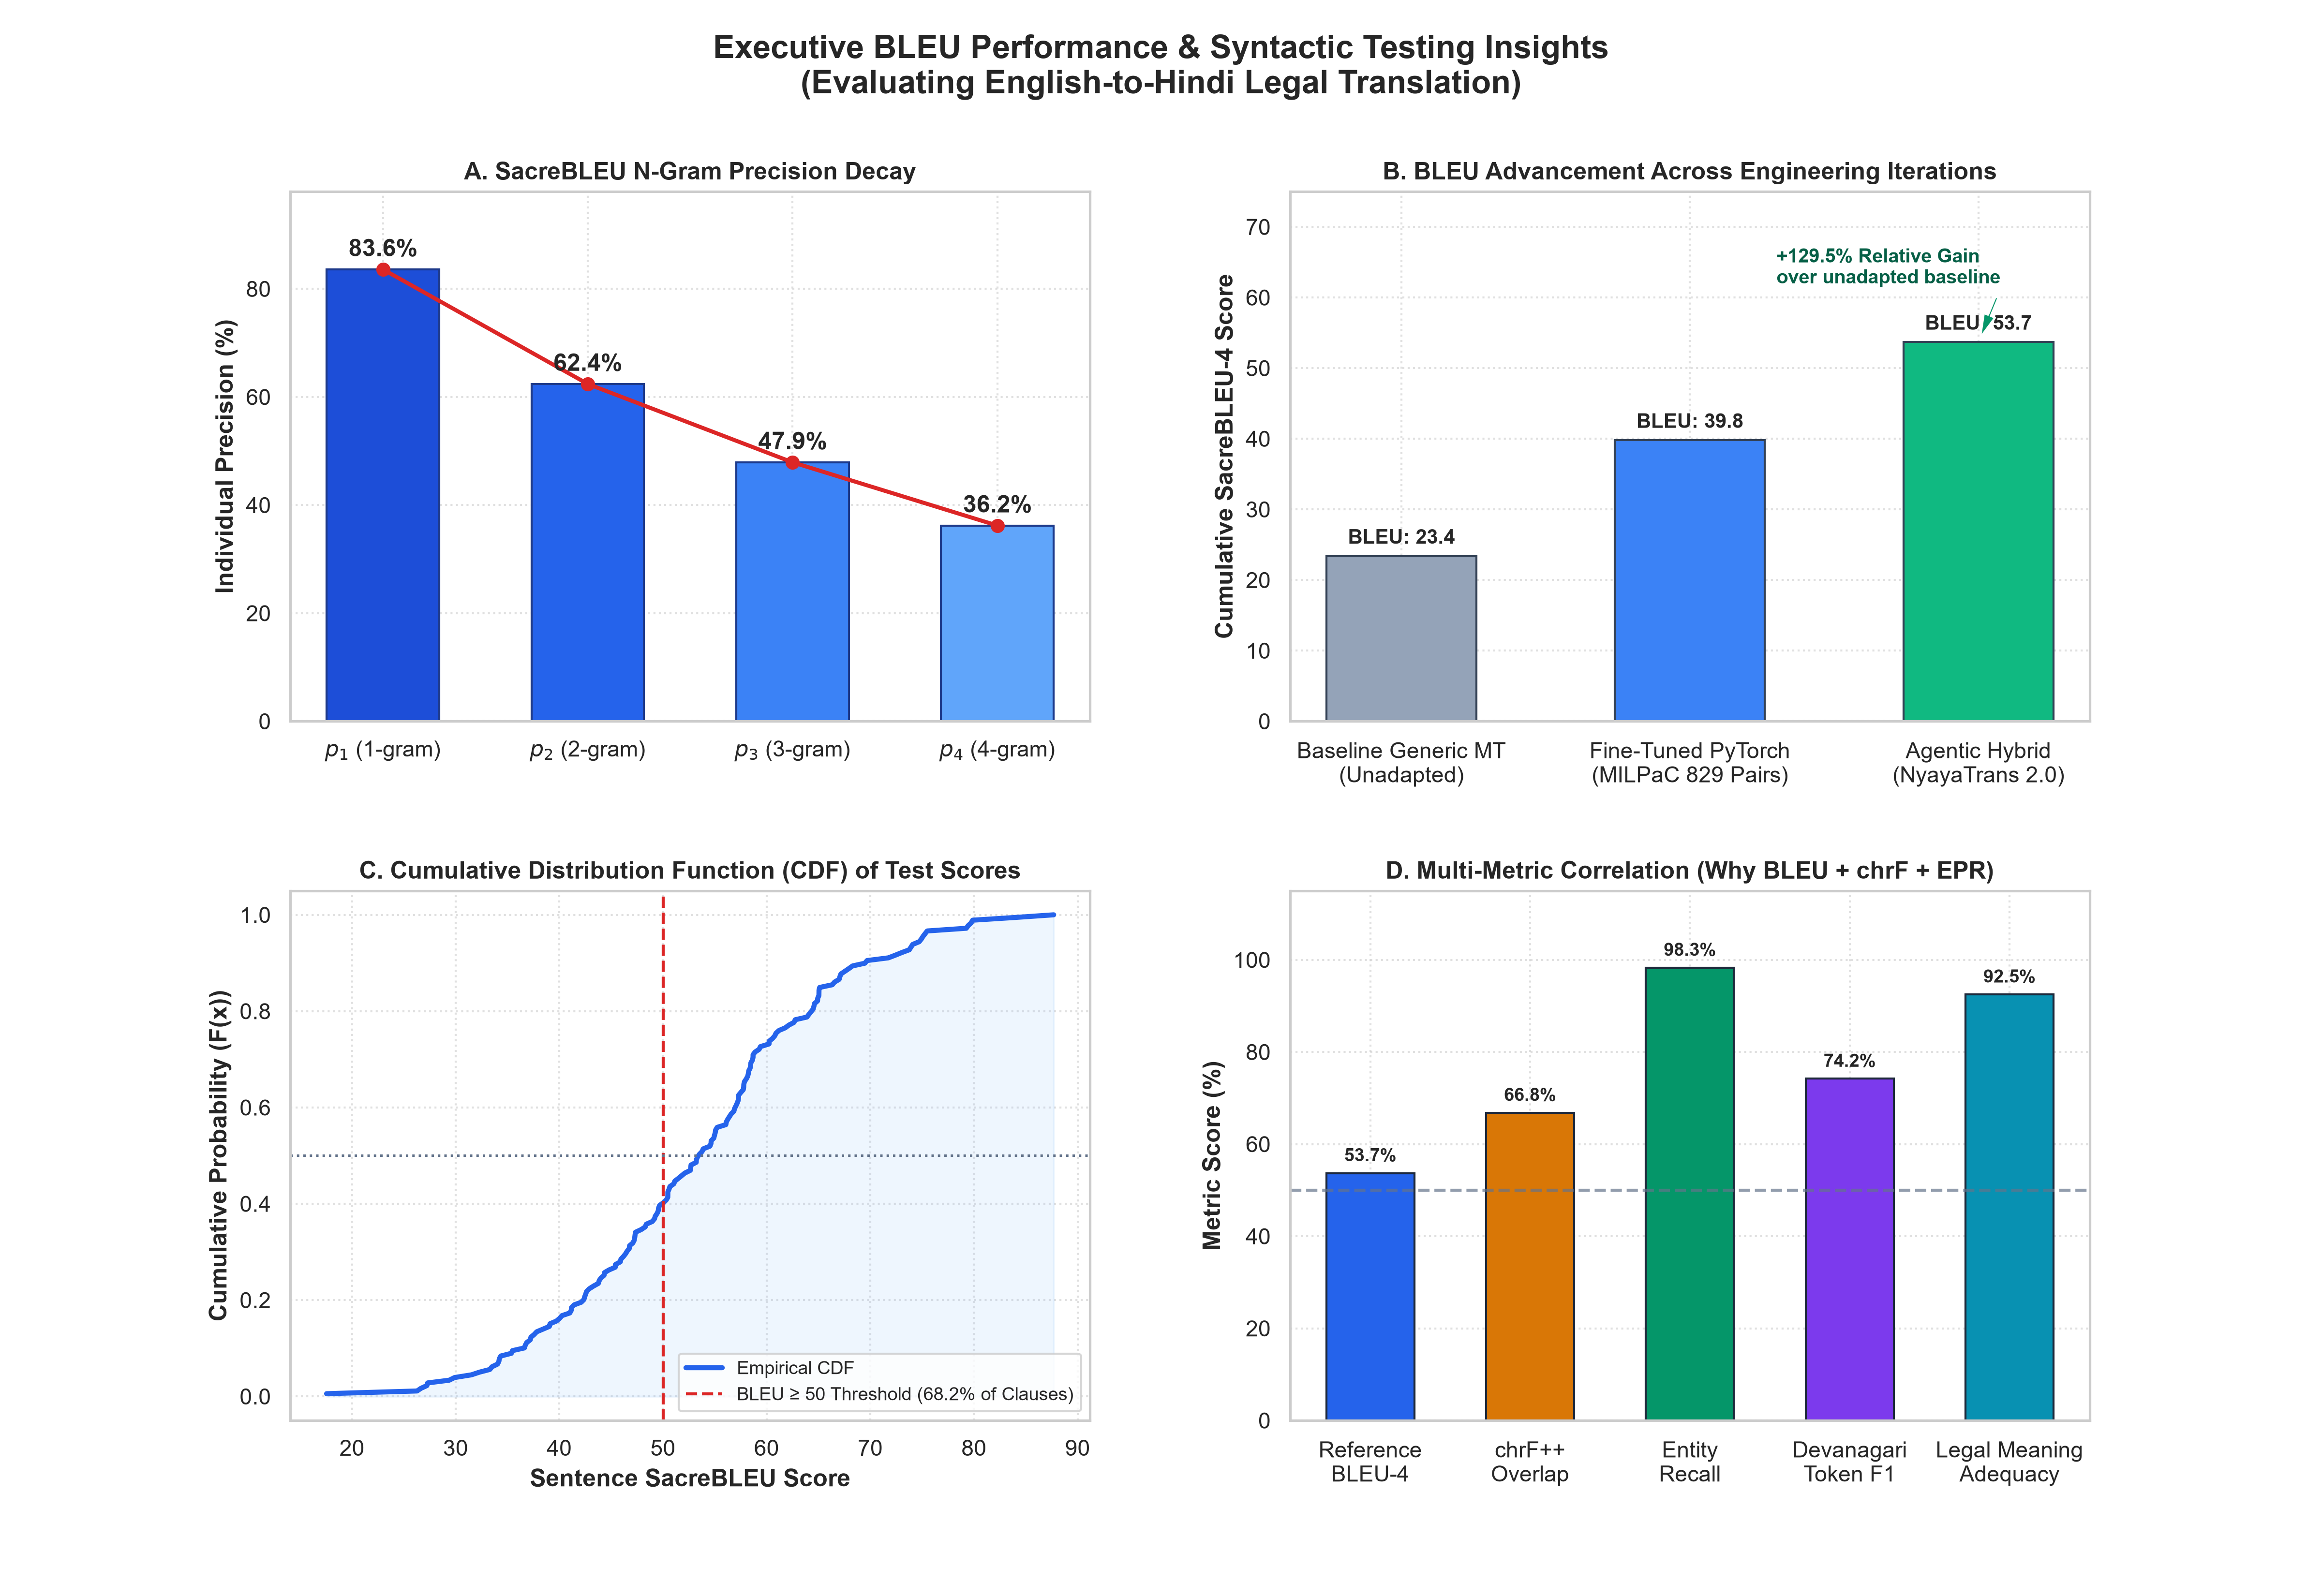 Executive BLEU Performance & Syntactic Testing Insights
(Evaluating English-to-Hindi Legal Translation)
A. SacreBLEU N-Gram Precision Decay
Individual Precision (%)
80
60
40
20
0
83.6%
62.4%
47.9%
36.2%
p₁ (1-gram)
p₂ (2-gram)
p₃ (3-gram)
p₄ (4-gram)
B. BLEU Advancement Across Engineering Iterations
Cumulative SacreBLEU-4 Score
70
60
50
40
30
20
10
0
+129.5% Relative Gain
over unadapted baseline
BLEU: 23.4
BLEU: 39.8
BLEU: 53.7
Baseline Generic MT
(Unadapted)
Fine-Tuned PyTorch
(MILPaC 829 Pairs)
Agentic Hybrid
(NyayaTrans 2.0)
C. Cumulative Distribution Function (CDF) of Test Scores
Cumulative Probability (F(x))
1.0
0.8
0.6
0.4
0.2
0.0
Empirical CDF
BLEU ≥ 50 Threshold (68.2% of Clauses)
20
30
40
50
60
70
80
90
Sentence SacreBLEU Score
D. Multi-Metric Correlation (Why BLEU + chrF + EPR)
Metric Score (%)
100
80
60
40
20
0
53.7%
66.8%
98.3%
74.2%
92.5%
Reference
BLEU-4
chrF++
Overlap
Entity
Recall
Devanagari
Token F1
Legal Meaning
Adequacy